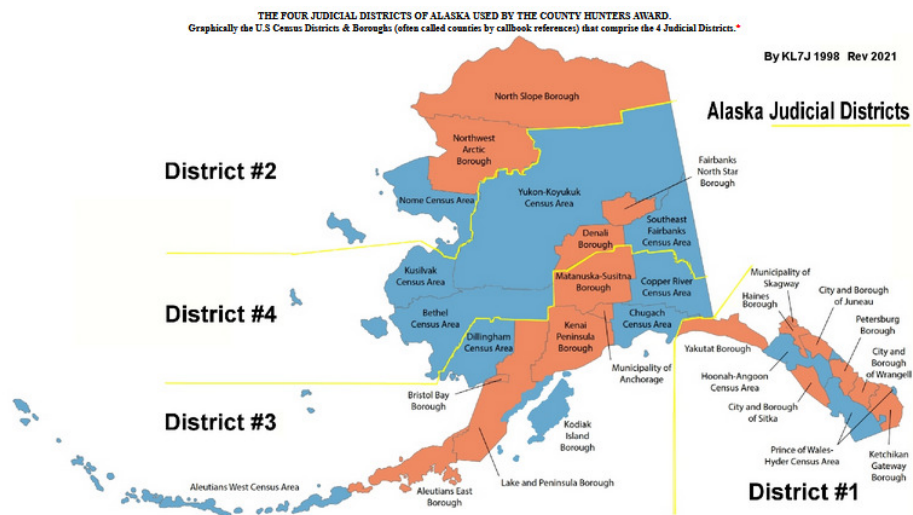 THE FOUR JUDICIAL DISTRICTS OF ALASKA USED BY THE COUNTY HUNTERS AWARD.
Graphically the U.S Census Districts & Boroughs (often called counties by callbook references) that comprise the 4 Judicial Districts.*
By KL7J 1998 Rev 2021
Alaska Judicial Districts
North Slope Borough
Northwest
Arctic
Borough
Fairbanks
North Star
Borough
District #2
Nome Census Area
Yukon-Koyukuk
Census Area
Southeast
Fairbanks
Census Area
Denali
Borough
Kusilvak
Census Area
Matanuska-Susitna
Borough
Copper River
Census Area
Municipality of
Skagway
Haines
Borough
City and Borough
of Juneau
District #4
Bethel
Census Area
Dillingham
Census Area
Kenai
Peninsula
Borough
Chugach
Census Area
Petersburg
Borough
Yakutat Borough
City and
Borough
of Wrangell
Municipality of
Anchorage
Hoonah-Angoon
Census Area
Bristol Bay
Borough
City and Borough
of Sitka
District #3
Kodiak
Island
Borough
Prince of Wales-
Hyder Census Area
Ketchikan
Gateway
Borough
Lake and Peninsula Borough
Aleutians West Census Area
Aleutians East
Borough
District #1